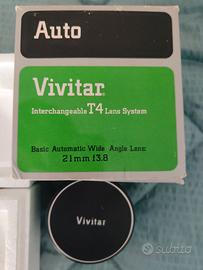 Auto
Vivitar
Interchangeable T4 Lens System
Basic Automatic Wide Angle Lens:
21mm f3.8
Vivitar
subito